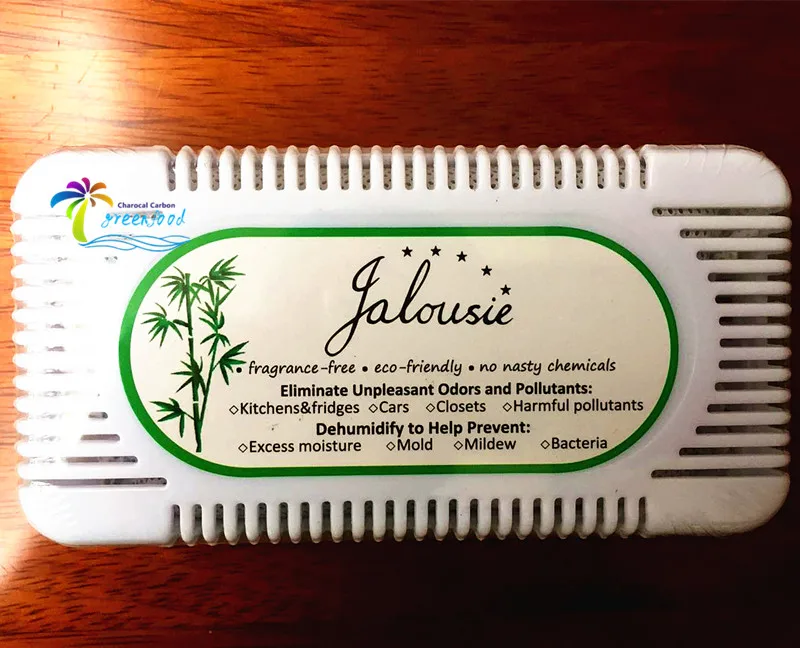 Charocal Carbon
greenfood
Jalousie
• fragrance-free • eco-friendly • no nasty chemicals
Eliminate Unpleasant Odors and Pollutants:
◇Kitchens&fridges ◇Cars ◇Closets ◇Harmful pollutants
Dehumidify to Help Prevent:
◇Excess moisture ◇Mold ◇Mildew ◇Bacteria